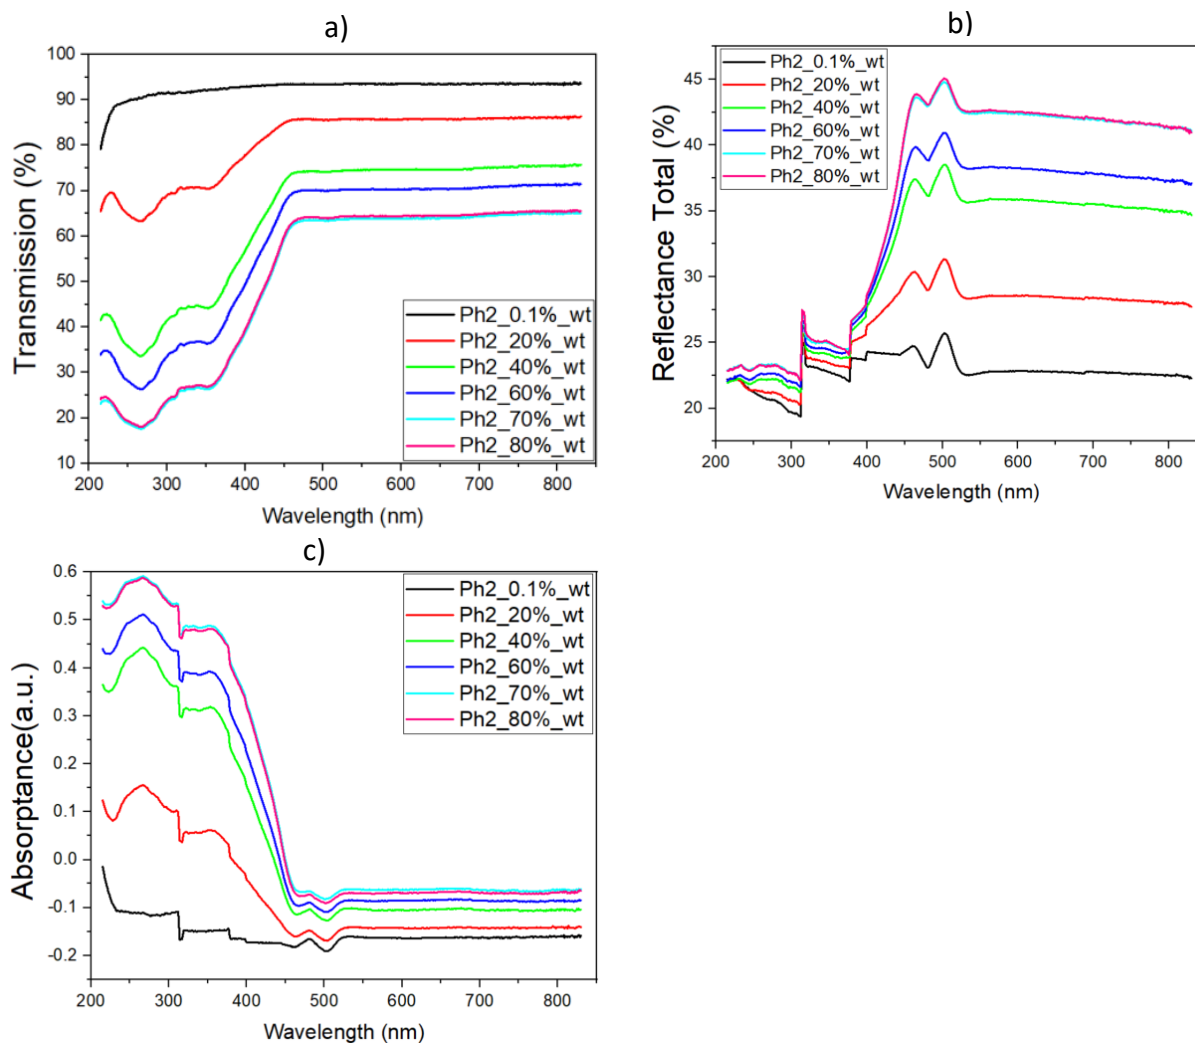 a)
Transmission (%)
100
90
80
70
60
50
40
30
20
10
200
300
400
500
600
700
800
Wavelength (nm)
Ph2_0.1%_wt
Ph2_20%_wt
Ph2_40%_wt
Ph2_60%_wt
Ph2_70%_wt
Ph2_80%_wt
b)
Reflectance Total (%)
45
40
35
30
25
20
200
300
400
500
600
700
800
Wavelength (nm)
Ph2_0.1%_wt
Ph2_20%_wt
Ph2_40%_wt
Ph2_60%_wt
Ph2_70%_wt
Ph2_80%_wt
c)
Absorptance(a.u.)
0.6
0.5
0.4
0.3
0.2
0.1
0.0
-0.1
-0.2
200
300
400
500
600
700
800
Wavelength (nm)
Ph2_0.1%_wt
Ph2_20%_wt
Ph2_40%_wt
Ph2_60%_wt
Ph2_70%_wt
Ph2_80%_wt